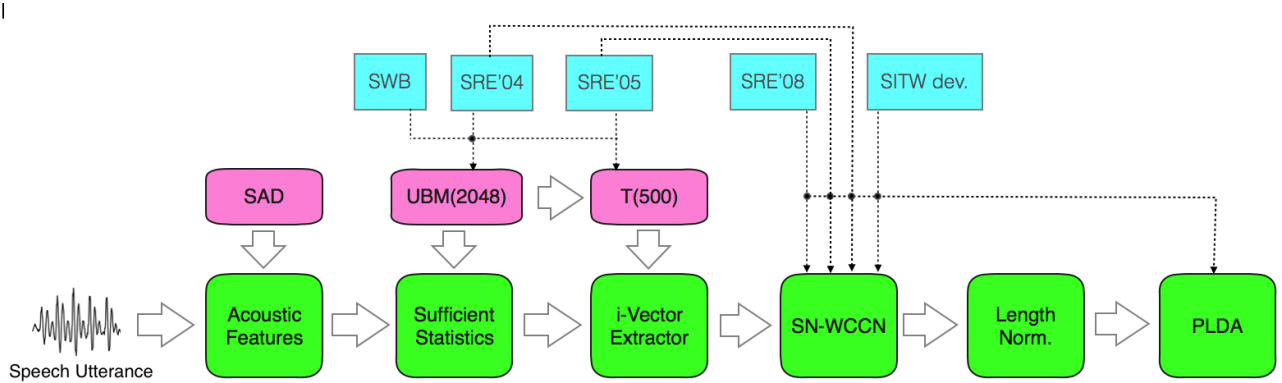 SWB
SRE'04
SRE'05
SRE'08
SITW dev.
SAD
UBM(2048)
T(500)
Acoustic
Features
Sufficient
Statistics
i-Vector
Extractor
SN-WCCN
Length
Norm.
PLDA
Speech Utterance